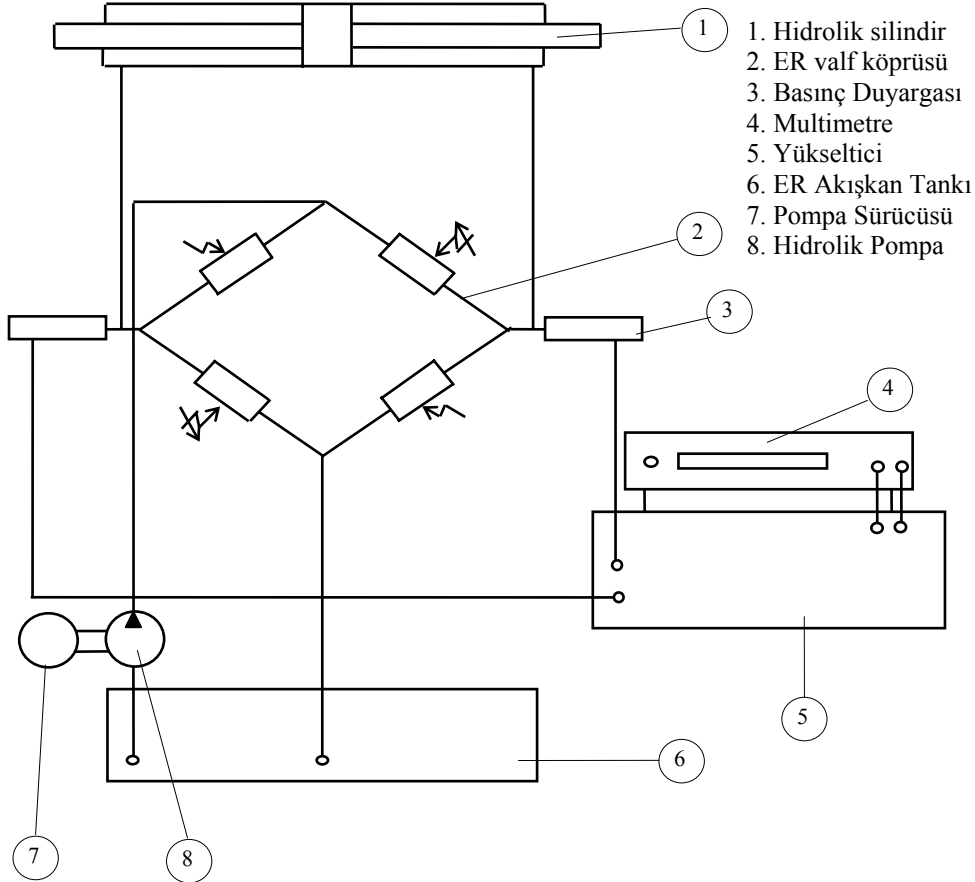 1
1. Hidrolik silindir
2. ER valf köprüsü
3. Basınç Duyargası
4. Multimetre
5. Yükseltici
6. ER Akışkan Tankı
7. Pompa Sürücüsü
8. Hidrolik Pompa
2
3
4
5
6
7
8